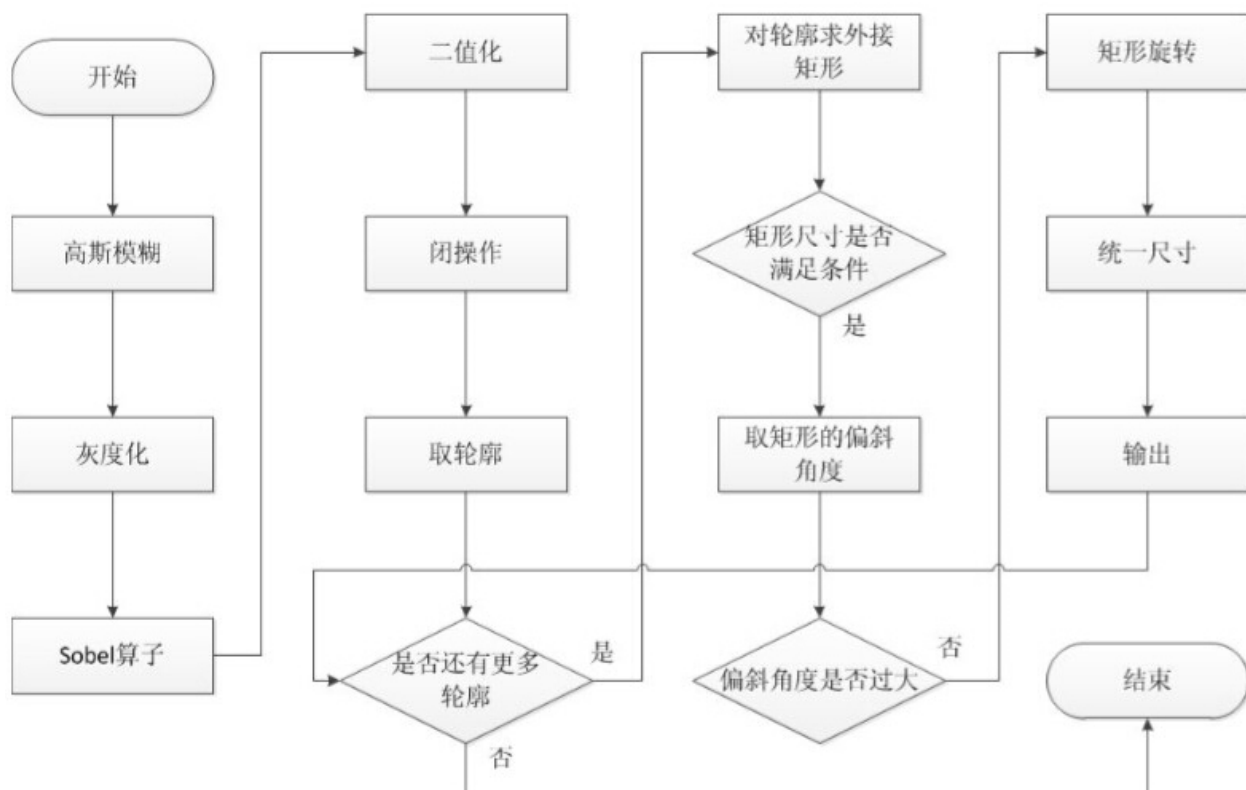 开始
高斯模糊
灰度化
Sobel算子
二值化
闭操作
取轮廓
是否还有更多
轮廓
是
否
对轮廓求外接
矩形
矩形尺寸是否
满足条件
是
取矩形的偏斜
角度
偏斜角度是否过大
否
矩形旋转
统一尺寸
输出
结束